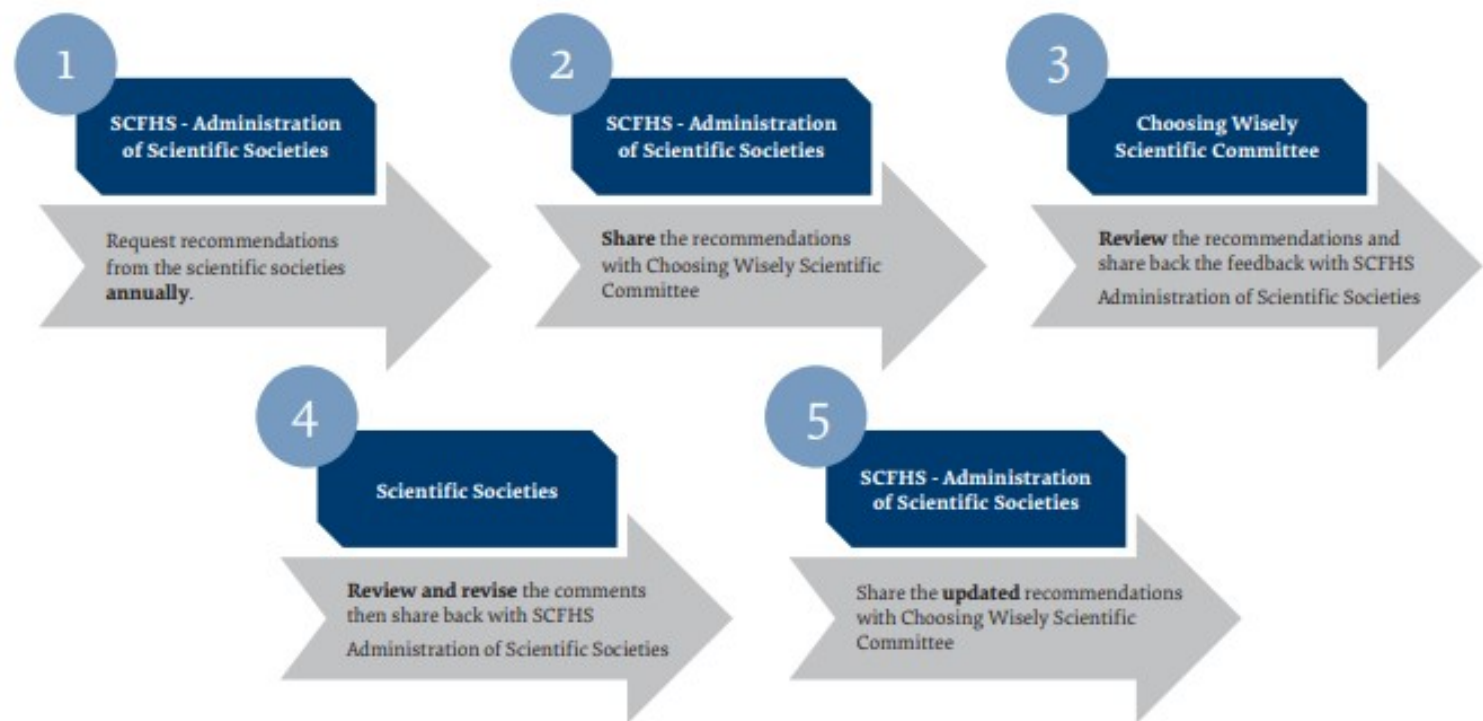 1
SCFHS - Administration
of Scientific Societies
Request recommendations
from the scientific societies
annually.
2
SCFHS - Administration
of Scientific Societies
Share the recommendations
with Choosing Wisely Scientific
Committee
3
Choosing Wisely
Scientific Committee
Review the recommendations and
share back the feedback with SCFHS
Administration of Scientific Societies
4
Scientific Societies
Review and revise the comments
then share back with SCFHS
Administration of Scientific Societies
5
SCFHS - Administration
of Scientific Societies
Share the updated recommendations
with Choosing Wisely Scientific
Committee